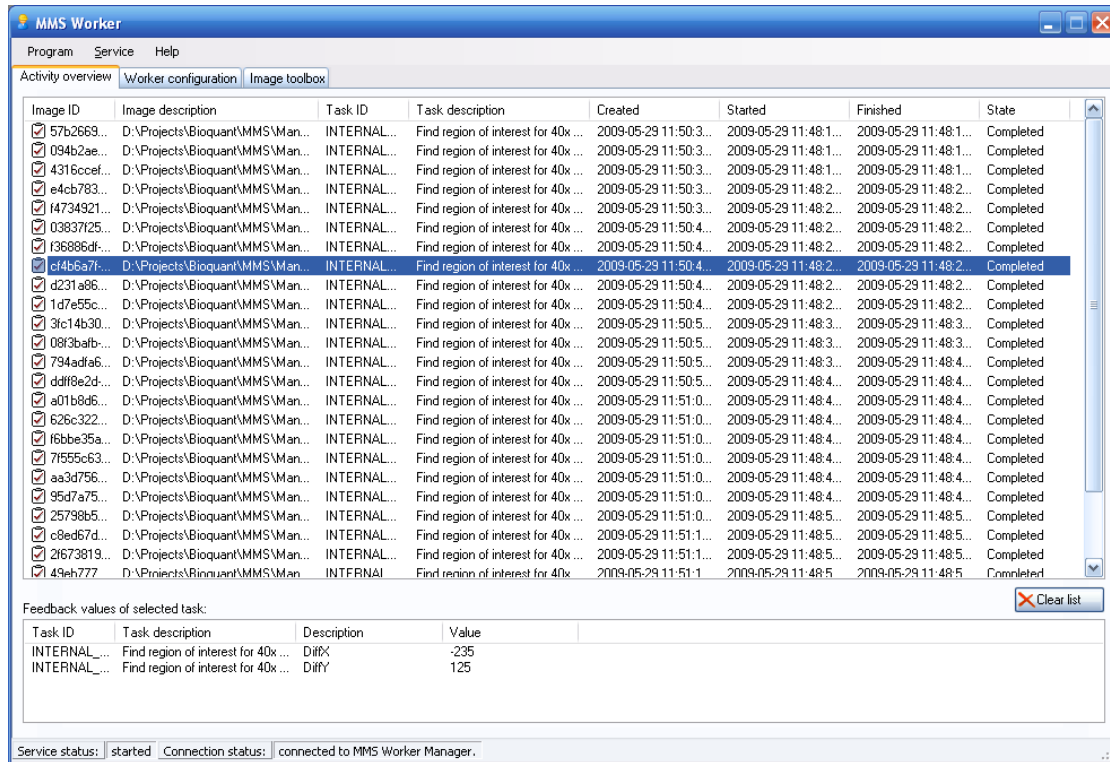 MMS Worker
Program Service Help
Activity overview Worker configuration Image toolbox
Image ID Image description Task ID Task description Created Started Finished State
57b2669... D:\Projects\Bioquant\MMS\Man... INTERNAL... Find region of interest for 40x ... 2009-05-29 11:50:3... 2009-05-29 11:48:1... 2009-05-29 11:48:1... Completed
094b2ae... D:\Projects\Bioquant\MMS\Man... INTERNAL... Find region of interest for 40x ... 2009-05-29 11:50:3... 2009-05-29 11:48:1... 2009-05-29 11:48:1... Completed
4316ccef... D:\Projects\Bioquant\MMS\Man... INTERNAL... Find region of interest for 40x ... 2009-05-29 11:50:3... 2009-05-29 11:48:1... 2009-05-29 11:48:1... Completed
e4cb783... D:\Projects\Bioquant\MMS\Man... INTERNAL... Find region of interest for 40x ... 2009-05-29 11:50:3... 2009-05-29 11:48:2... 2009-05-29 11:48:2... Completed
f4734921... D:\Projects\Bioquant\MMS\Man... INTERNAL... Find region of interest for 40x ... 2009-05-29 11:50:3... 2009-05-29 11:48:2... 2009-05-29 11:48:2... Completed
03837f25... D:\Projects\Bioquant\MMS\Man... INTERNAL... Find region of interest for 40x ... 2009-05-29 11:50:4... 2009-05-29 11:48:2... 2009-05-29 11:48:2... Completed
f36886df-... D:\Projects\Bioquant\MMS\Man... INTERNAL... Find region of interest for 40x ... 2009-05-29 11:50:4... 2009-05-29 11:48:2... 2009-05-29 11:48:2... Completed
cf4b6a7f-... D:\Projects\Bioquant\MMS\Man... INTERNAL... Find region of interest for 40x ... 2009-05-29 11:50:4... 2009-05-29 11:48:2... 2009-05-29 11:48:2... Completed
d231a86... D:\Projects\Bioquant\MMS\Man... INTERNAL... Find region of interest for 40x ... 2009-05-29 11:50:4... 2009-05-29 11:48:2... 2009-05-29 11:48:2... Completed
1d7e55c... D:\Projects\Bioquant\MMS\Man... INTERNAL... Find region of interest for 40x ... 2009-05-29 11:50:4... 2009-05-29 11:48:2... 2009-05-29 11:48:2... Completed
3fc14b30... D:\Projects\Bioquant\MMS\Man... INTERNAL... Find region of interest for 40x ... 2009-05-29 11:50:5... 2009-05-29 11:48:3... 2009-05-29 11:48:3... Completed
08f3bafb-... D:\Projects\Bioquant\MMS\Man... INTERNAL... Find region of interest for 40x ... 2009-05-29 11:50:5... 2009-05-29 11:48:3... 2009-05-29 11:48:3... Completed
794adfa6... D:\Projects\Bioquant\MMS\Man... INTERNAL... Find region of interest for 40x ... 2009-05-29 11:50:5... 2009-05-29 11:48:3... 2009-05-29 11:48:4... Completed
ddff8e2d-... D:\Projects\Bioquant\MMS\Man... INTERNAL... Find region of interest for 40x ... 2009-05-29 11:50:5... 2009-05-29 11:48:4... 2009-05-29 11:48:4... Completed
a01b8d6... D:\Projects\Bioquant\MMS\Man... INTERNAL... Find region of interest for 40x ... 2009-05-29 11:51:0... 2009-05-29 11:48:4... 2009-05-29 11:48:4... Completed
626c322... D:\Projects\Bioquant\MMS\Man... INTERNAL... Find region of interest for 40x ... 2009-05-29 11:51:0... 2009-05-29 11:48:4... 2009-05-29 11:48:4... Completed
f6bbe35a... D:\Projects\Bioquant\MMS\Man... INTERNAL... Find region of interest for 40x ... 2009-05-29 11:51:0... 2009-05-29 11:48:4... 2009-05-29 11:48:4... Completed
7f555c63... D:\Projects\Bioquant\MMS\Man... INTERNAL... Find region of interest for 40x ... 2009-05-29 11:51:0... 2009-05-29 11:48:4... 2009-05-29 11:48:4... Completed
aa3d756... D:\Projects\Bioquant\MMS\Man... INTERNAL... Find region of interest for 40x ... 2009-05-29 11:51:0... 2009-05-29 11:48:4... 2009-05-29 11:48:4... Completed
95d7a75... D:\Projects\Bioquant\MMS\Man... INTERNAL... Find region of interest for 40x ... 2009-05-29 11:51:0... 2009-05-29 11:48:4... 2009-05-29 11:48:4... Completed
25798b5... D:\Projects\Bioquant\MMS\Man... INTERNAL... Find region of interest for 40x ... 2009-05-29 11:51:0... 2009-05-29 11:48:5... 2009-05-29 11:48:5... Completed
c8ed67d... D:\Projects\Bioquant\MMS\Man... INTERNAL... Find region of interest for 40x ... 2009-05-29 11:51:1... 2009-05-29 11:48:5... 2009-05-29 11:48:5... Completed
2f673819... D:\Projects\Bioquant\MMS\Man... INTERNAL... Find region of interest for 40x ... 2009-05-29 11:51:1... 2009-05-29 11:48:5... 2009-05-29 11:48:5... Completed
49eb777 D:\Projects\Bioquant\MMS\Man INTERNAL Find region of interest for 40x 2009-05-29 11:51:1 2009-05-29 11:48:5 2009-05-29 11:48:5 Completed
Clear list
Feedback values of selected task:
Task ID Task description Description Value
INTERNAL_... Find region of interest for 40x ... DiffX -235
INTERNAL_... Find region of interest for 40x ... DiffY 125
Service status: started Connection status: connected to MMS Worker Manager.